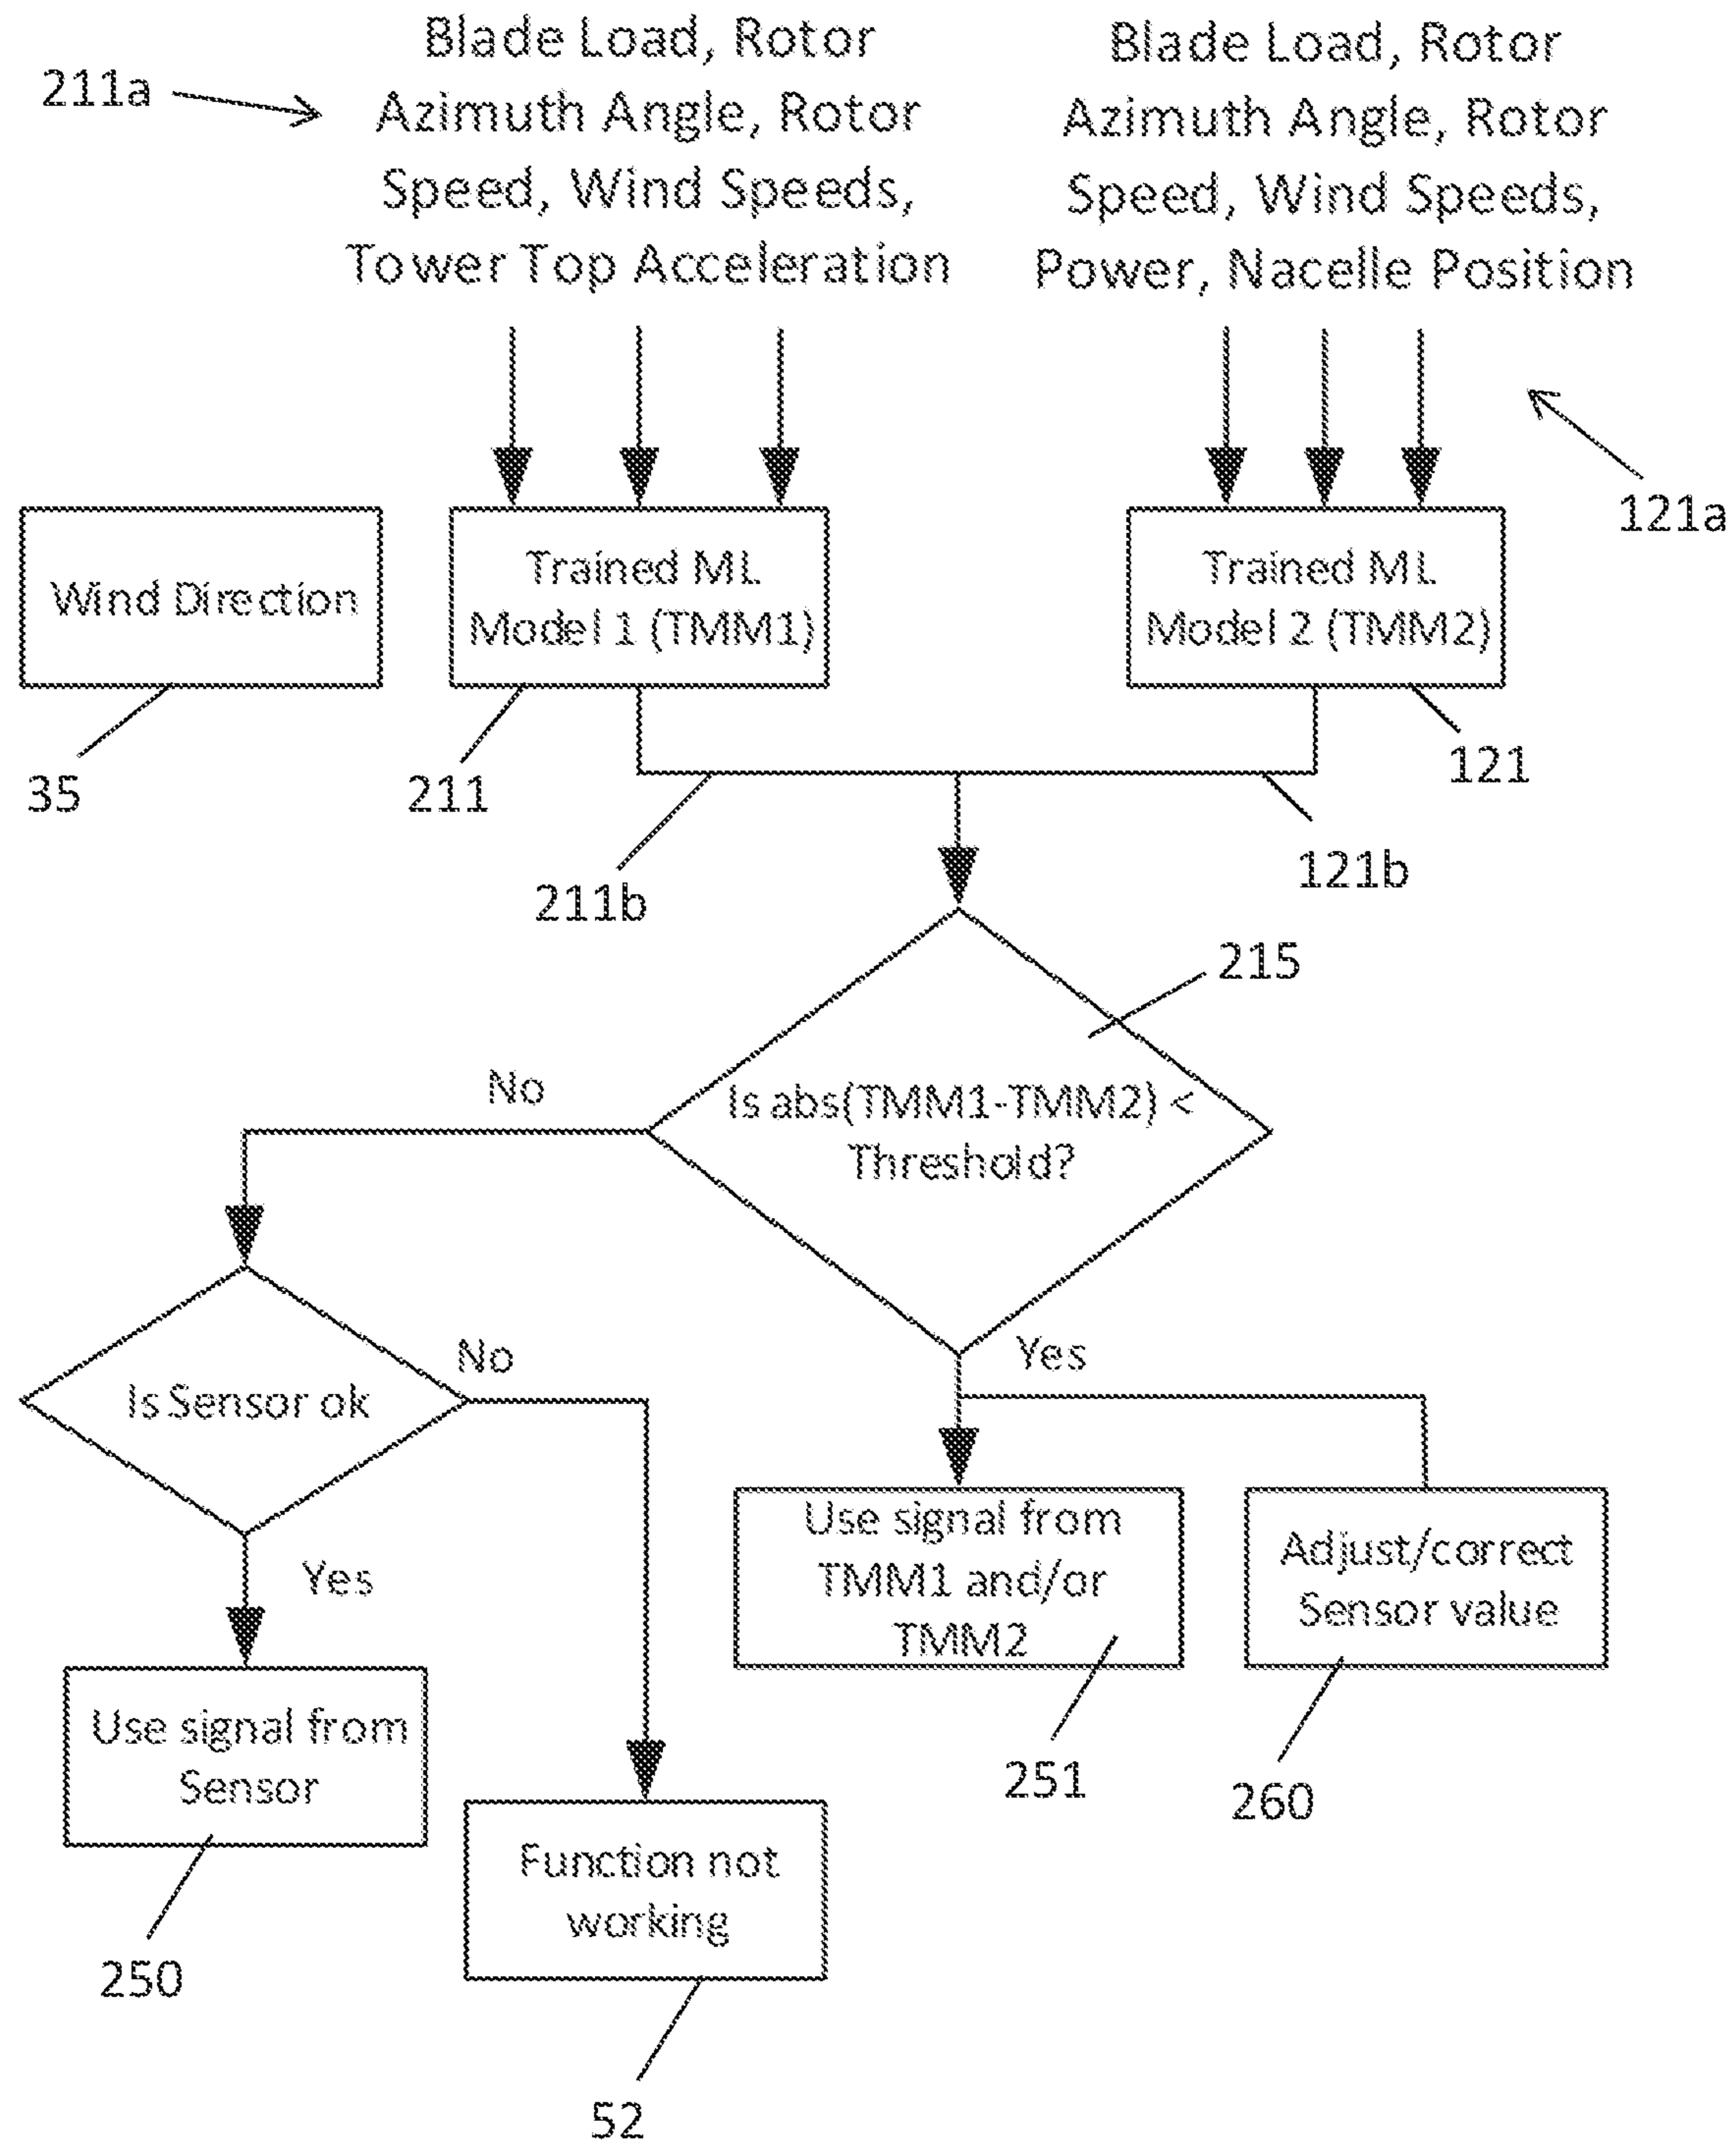 Blade Load, Rotor
Azimuth Angle, Rotor
Speed, Wind Speeds,
Tower Top Acceleration
211a
Blade Load, Rotor
Azimuth Angle, Rotor
Speed, Wind Speeds,
Power, Nacelle Position
121a
Wind Direction
35
Trained ML
Model 1 (TMM1)
211
Trained ML
Model 2 (TMM2)
121
211b
121b
215
Is abs(TMM1-TMM2) <
Threshold?
No
Yes
Is Sensor ok
No
Yes
Use signal from
TMM1 and/or
TMM2
251
Adjust/correct
Sensor value
260
Use signal from
Sensor
250
Function not
working
52